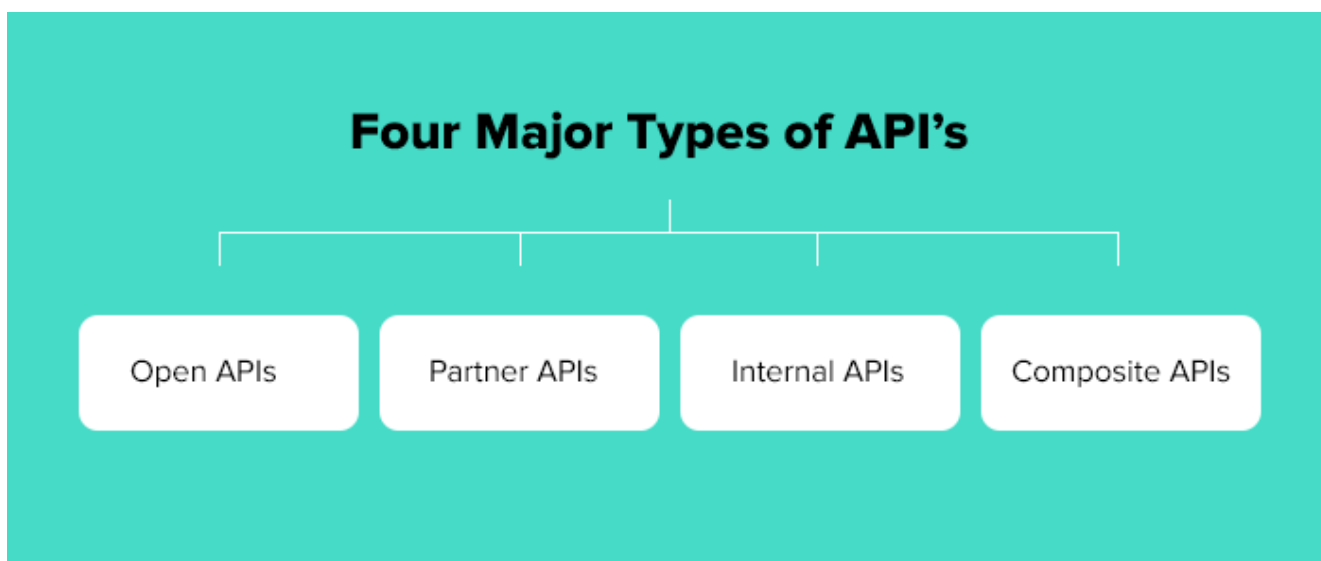 Four Major Types of API’s
Open APIs
Partner APIs
Internal APIs
Composite APIs